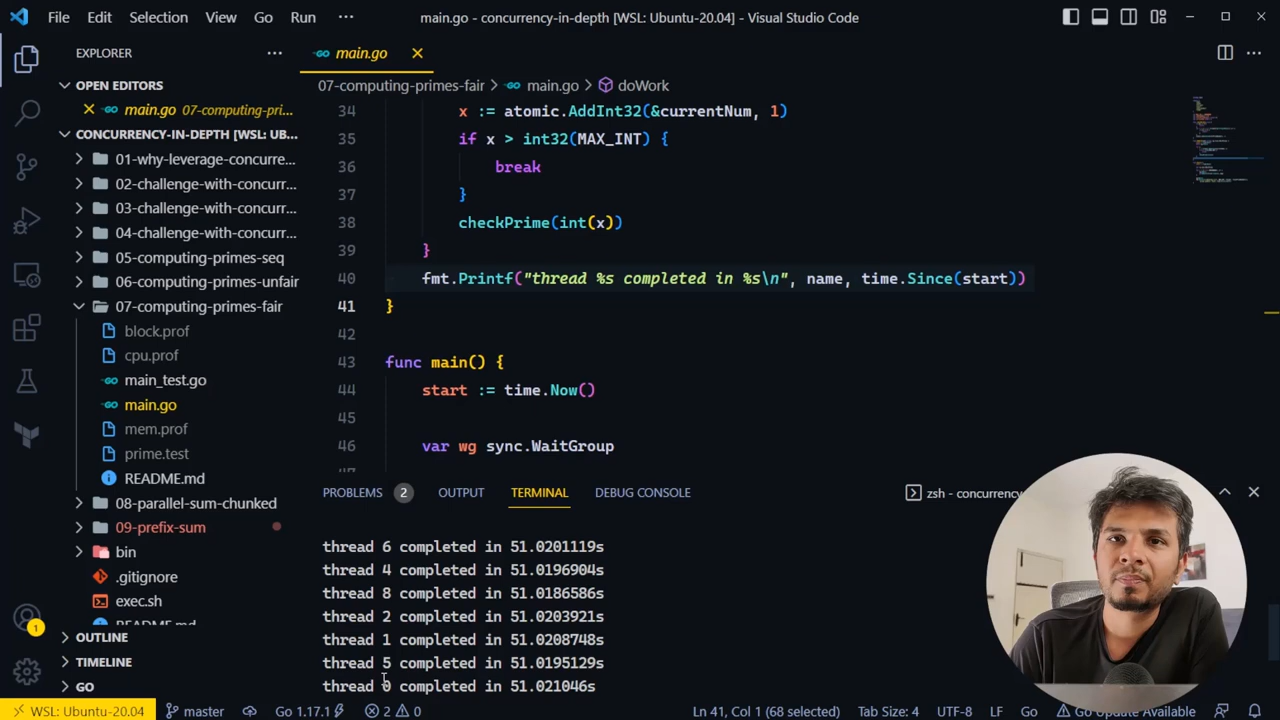 File Edit Selection View Go Run ··· main.go - concurrency-in-depth [WSL: Ubuntu-20.04] - Visual Studio Code
EXPLORER
OPEN EDITORS
main.go 07-computing-pri...
CONCURRENCY-IN-DEPTH [WSL: UB...
01-why-leverage-concurre...
02-challenge-with-concurr...
03-challenge-with-concurr...
04-challenge-with-concurr...
05-computing-primes-seq
06-computing-primes-unfair
07-computing-primes-fair
block.prof
cpu.prof
main_test.go
main.go
mem.prof
prime.test
README.md
08-parallel-sum-chunked
09-prefix-sum
bin
.gitignore
exec.sh
README.md
OUTLINE
TIMELINE
GO
main.go
07-computing-primes-fair > main.go > doWork
34 x := atomic.AddInt32(&currentNum, 1)
35 if x > int32(MAX_INT) {
36 break
37 }
38 checkPrime(int(x))
39 }
40 fmt.Printf("thread %s completed in %s\n", name, time.Since(start))
41 }
42
43 func main() {
44 start := time.Now()
45
46 var wg sync.WaitGroup
PROBLEMS 2 OUTPUT TERMINAL DEBUG CONSOLE zsh - concurrency
thread 6 completed in 51.0201119s
thread 4 completed in 51.0196904s
thread 8 completed in 51.0186586s
thread 2 completed in 51.0203921s
thread 1 completed in 51.0208748s
thread 5 completed in 51.0195129s
thread 0 completed in 51.021046s
1
WSL: Ubuntu-20.04 master Go 1.17.1 2 0 Ln 41, Col 1 (68 selected) Tab Size: 4 UTF-8 LF Go Go Update Available